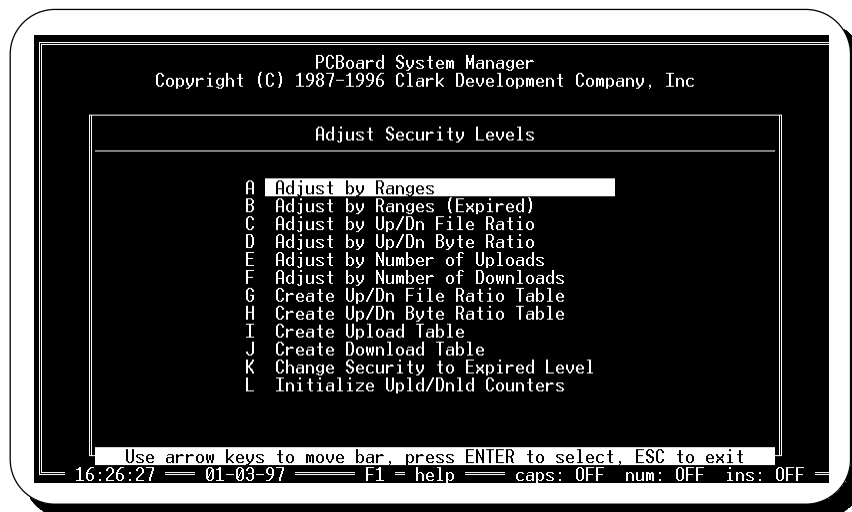 PCBoard System Manager
Copyright (C) 1987-1996 Clark Development Company, Inc
Adjust Security Levels
A Adjust by Ranges
B Adjust by Ranges (Expired)
C Adjust by Up/Dn File Ratio
D Adjust by Up/Dn Byte Ratio
E Adjust by Number of Uploads
F Adjust by Number of Downloads
G Create Up/Dn File Ratio Table
H Create Up/Dn Byte Ratio Table
I Create Upload Table
J Create Download Table
K Change Security to Expired Level
L Initialize Upld/Dnld Counters
Use arrow keys to move bar, press ENTER to select, ESC to exit
16:26:27 01-03-97 F1 = help caps: OFF num: OFF ins: OFF